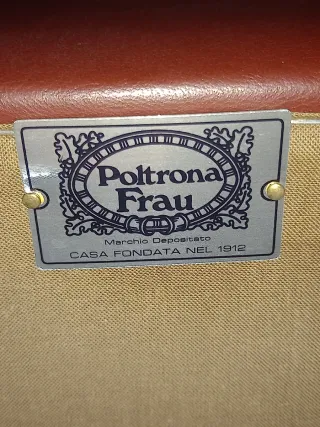 Poltrona
Frau
Marchio Depositato
CASA FONDATA NEL 1912